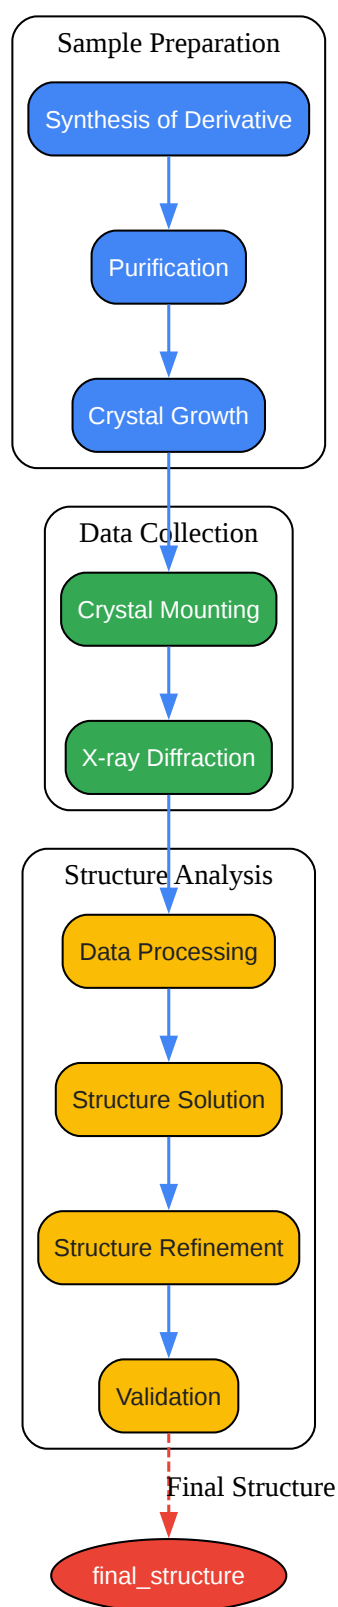 Sample Preparation
Synthesis of Derivative
Purification
Crystal Growth
Data Collection
Crystal Mounting
X-ray Diffraction
Structure Analysis
Data Processing
Structure Solution
Structure Refinement
Validation
Final Structure
final_structure